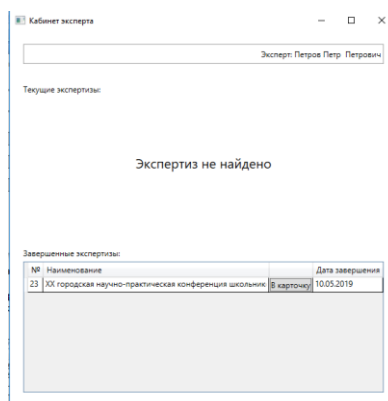 Кабинет эксперта
Эксперт: Петров Петр Петрович
Текущие экспертизы:
Экспертиз не найдено
Завершенные экспертизы:
№ Наименование Дата завершения
23 XX городская научно-практическая конференция школьник В карточку 10.05.2019